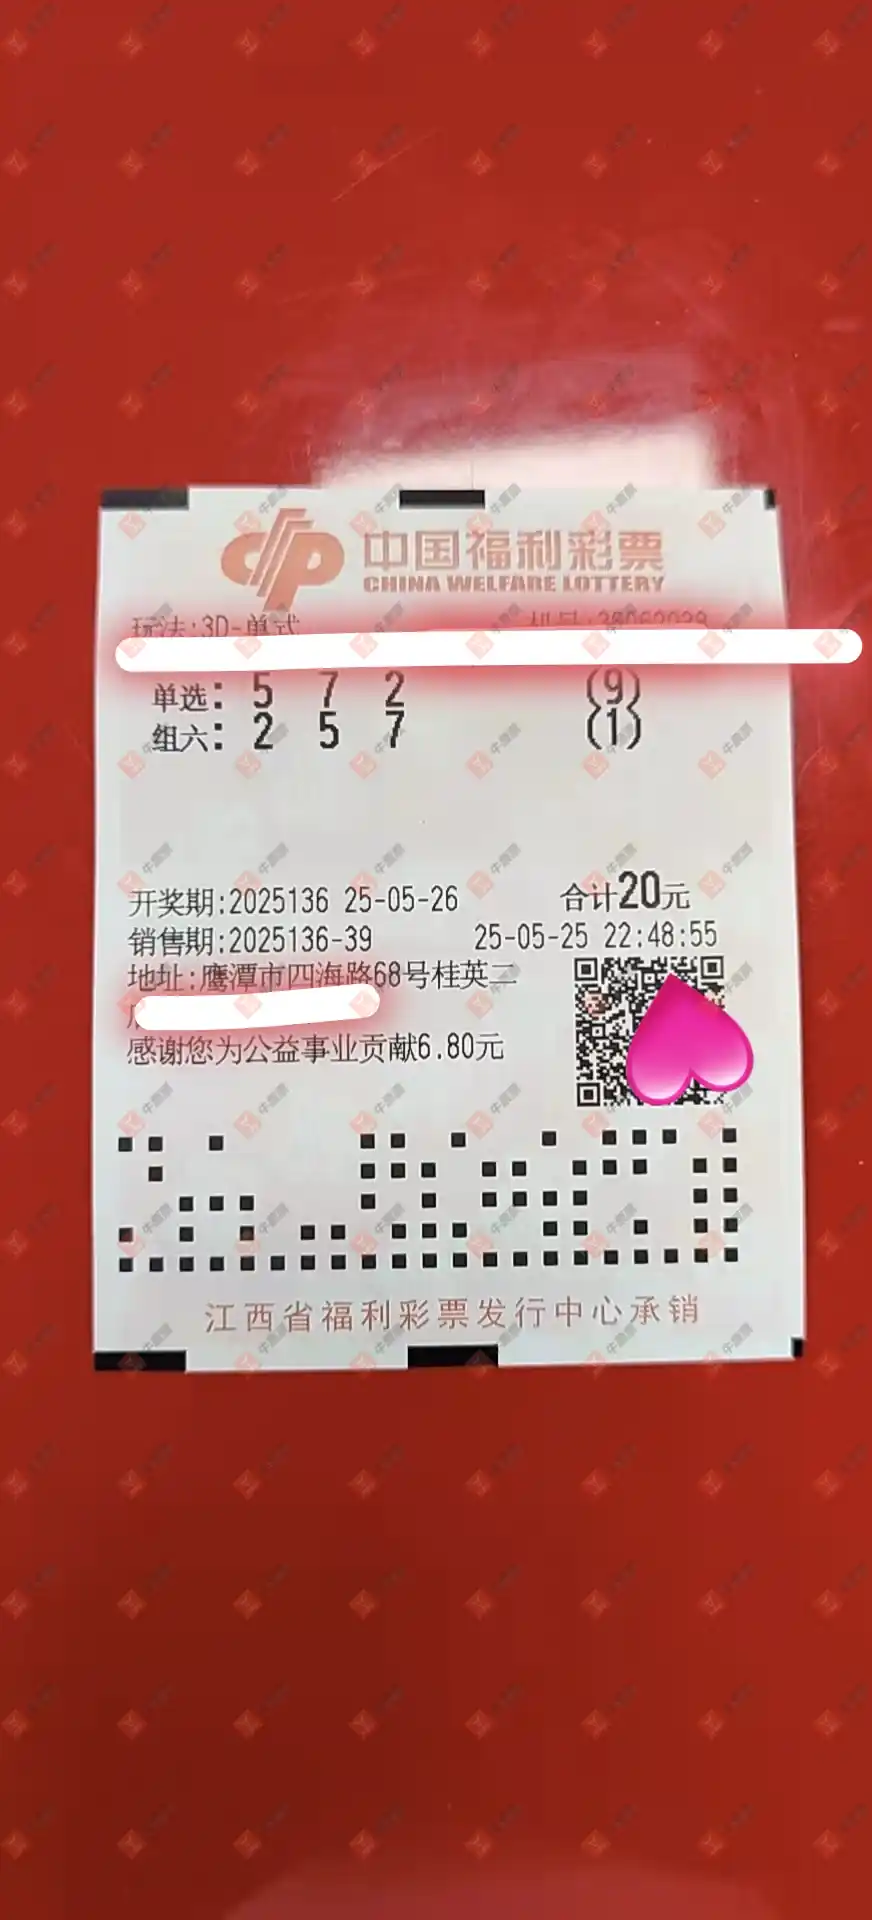 中国福利彩票
CHINA WELFARE LOTTERY
玩法:3D-单式
单选: 5 7 2 (9)
组六: 2 5 7 (1)
开奖期:2025136 25-05-26 合计20元
销售期:2025136-39 25-05-25 22:48:55
地址:鹰潭市四海路68号桂英二
感谢您为公益事业贡献6.80元
江西省福利彩票发行中心承销